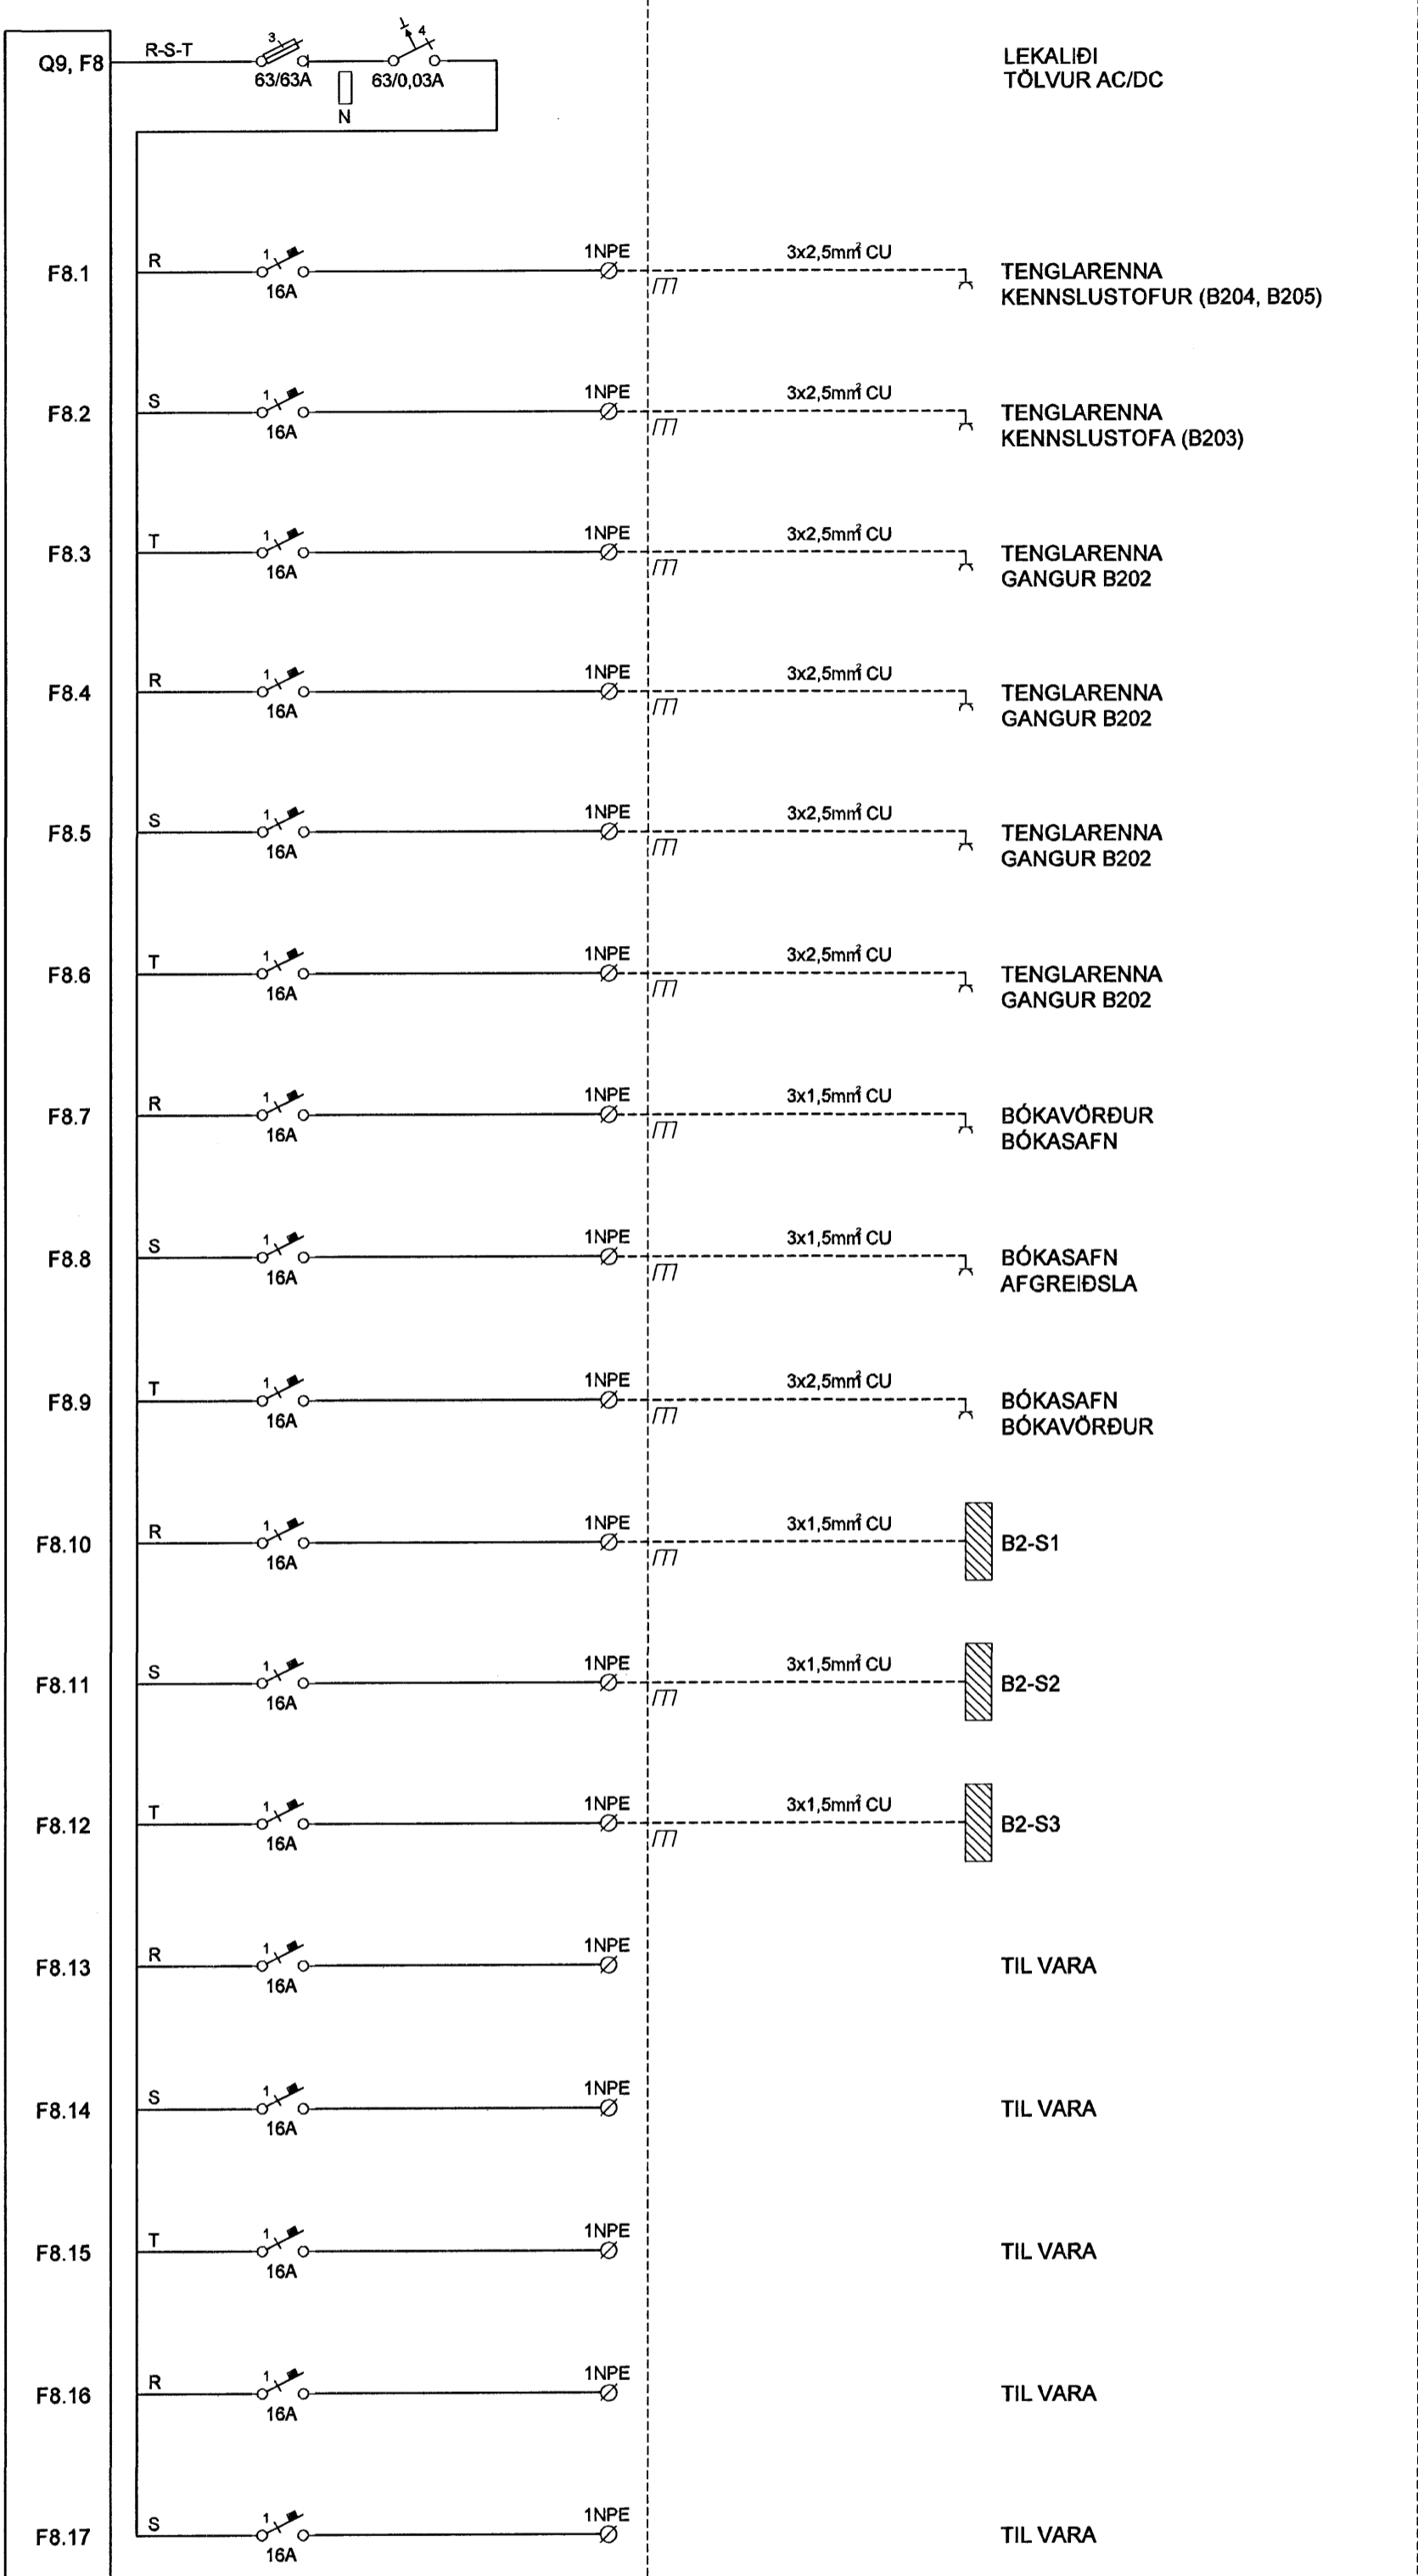 Q9, F8
R-S-T
3
63/63A
N
4
63/0,03A
LEKALIÐI
TÖLVUR AC/DC
F8.1
R
1
16A
1NPE
3x2,5mm² CU
TENGLARENNA
KENNSLUSTOFUR (B204, B205)
F8.2
S
1
16A
1NPE
3x2,5mm² CU
TENGLARENNA
KENNSLUSTOFA (B203)
F8.3
T
1
16A
1NPE
3x2,5mm² CU
TENGLARENNA
GANGUR B202
F8.4
R
1
16A
1NPE
3x2,5mm² CU
TENGLARENNA
GANGUR B202
F8.5
S
1
16A
1NPE
3x2,5mm² CU
TENGLARENNA
GANGUR B202
F8.6
T
1
16A
1NPE
3x2,5mm² CU
TENGLARENNA
GANGUR B202
F8.7
R
1
16A
1NPE
3x1,5mm² CU
BÓKAVÖRÐUR
BÓKASAFN
F8.8
S
1
16A
1NPE
3x1,5mm² CU
BÓKASAFN
AFGREIÐSLA
F8.9
T
1
16A
1NPE
3x2,5mm² CU
BÓKASAFN
BÓKAVÖRÐUR
F8.10
R
1
16A
1NPE
3x1,5mm² CU
B2-S1
F8.11
S
1
16A
1NPE
3x1,5mm² CU
B2-S2
F8.12
T
1
16A
1NPE
3x1,5mm² CU
B2-S3
F8.13
R
1
16A
1NPE
TIL VARA
F8.14
S
1
16A
1NPE
TIL VARA
F8.15
T
1
16A
1NPE
TIL VARA
F8.16
R
1
16A
1NPE
TIL VARA
F8.17
S
1
16A
1NPE
TIL VARA